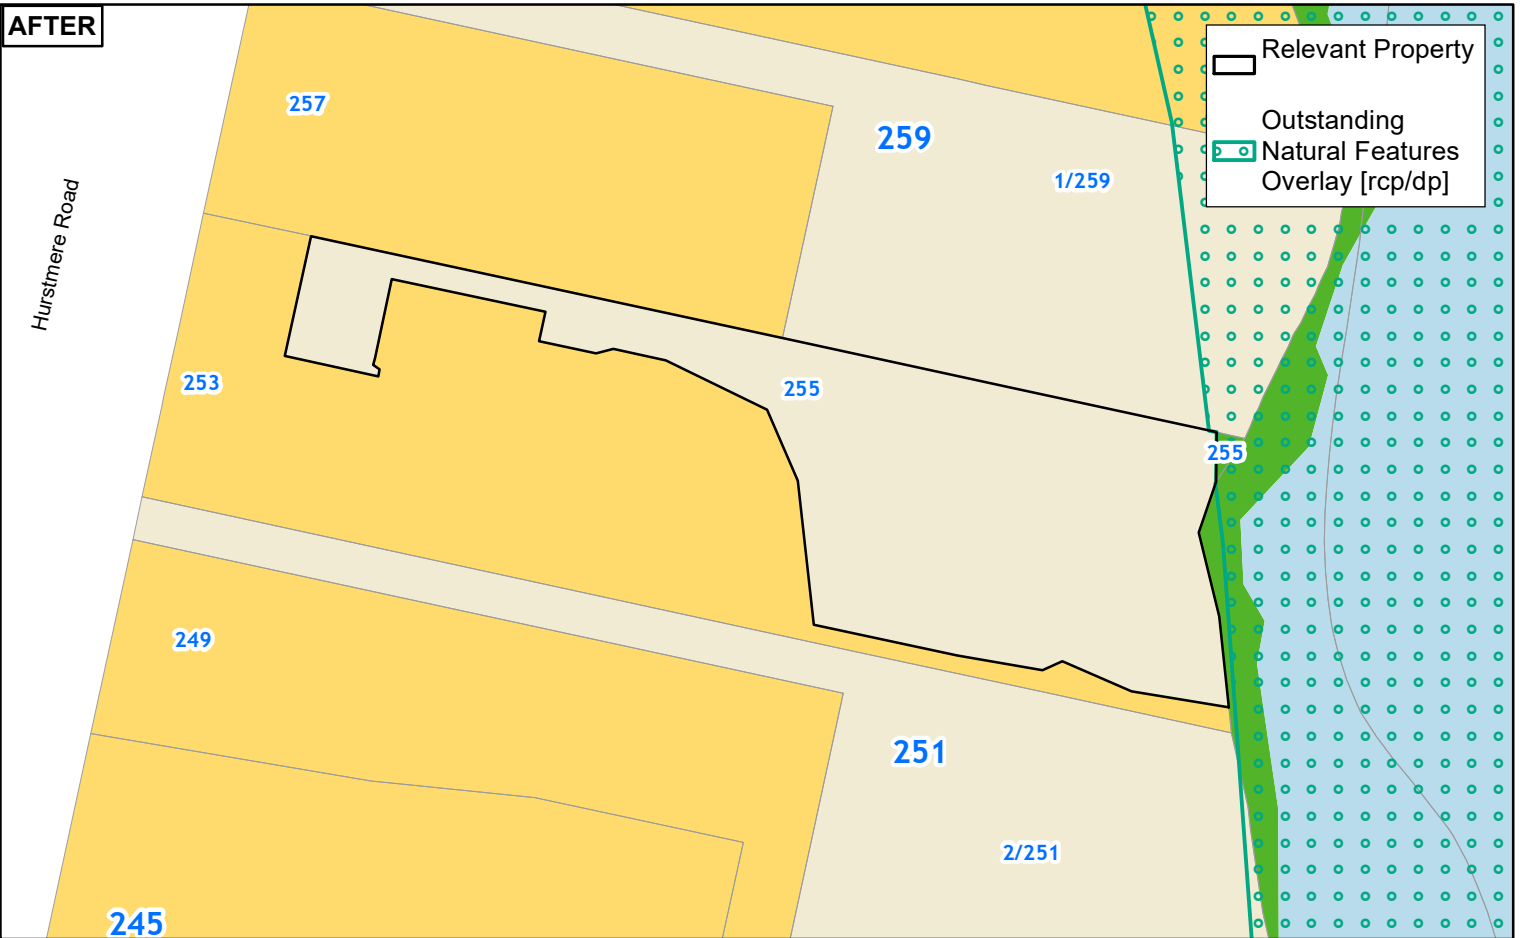 AFTER
Relevant Property
Outstanding
Natural Features
Overlay [rcp/dp]
257
259
1/259
Hurstmere Road
253
255
255
249
251
2/251
245